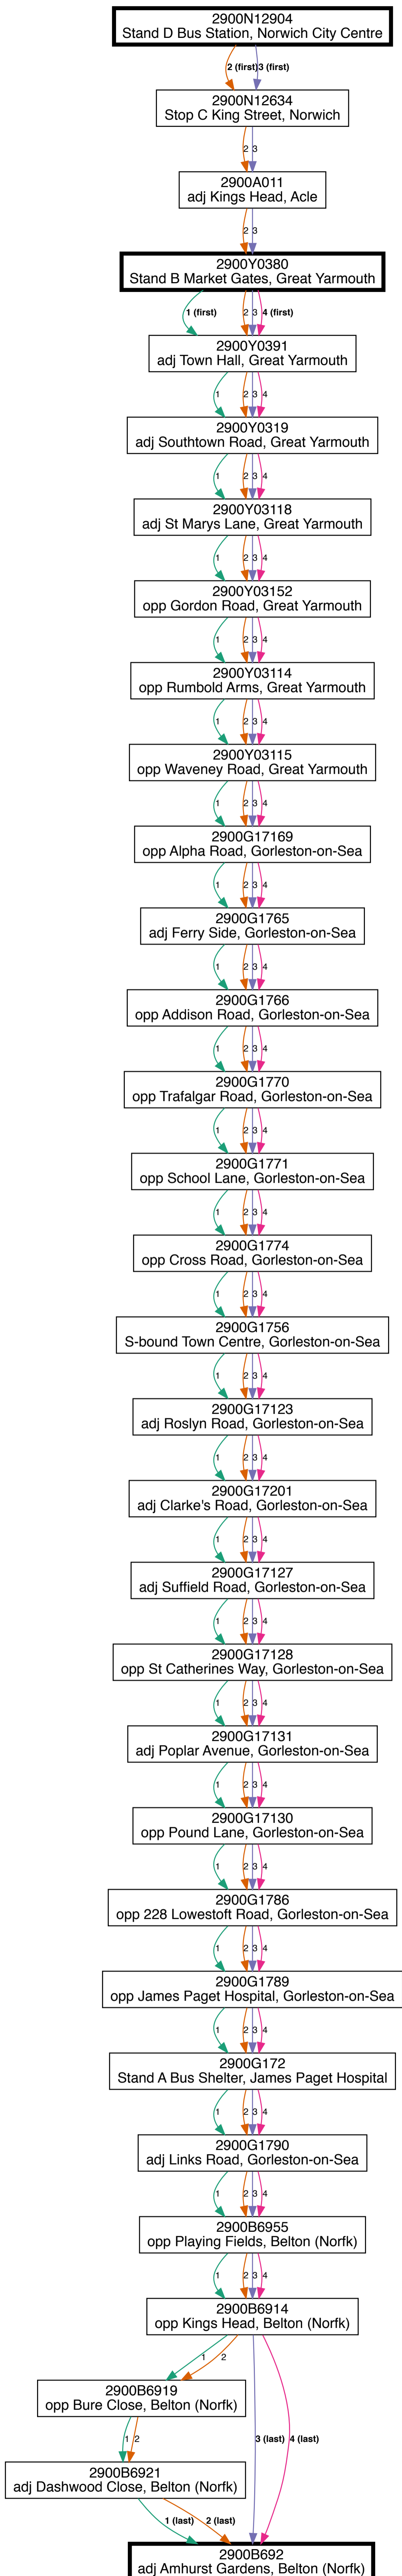 2900N12904
Stand D Bus Station, Norwich City Centre
2 (first) 3 (first)
2900N12634
Stop C King Street, Norwich
2 3
2900A011
adj Kings Head, Acle
2 3
2900Y0380
Stand B Market Gates, Great Yarmouth
1 (first) 2 3 4 (first)
2900Y0391
adj Town Hall, Great Yarmouth
1 2 3 4
2900Y0319
adj Southtown Road, Great Yarmouth
1 2 3 4
2900Y03118
adj St Marys Lane, Great Yarmouth
1 2 3 4
2900Y03152
opp Gordon Road, Great Yarmouth
1 2 3 4
2900Y03114
opp Rumbold Arms, Great Yarmouth
1 2 3 4
2900Y03115
opp Waveney Road, Great Yarmouth
1 2 3 4
2900G17169
opp Alpha Road, Gorleston-on-Sea
1 2 3 4
2900G1765
adj Ferry Side, Gorleston-on-Sea
1 2 3 4
2900G1766
opp Addison Road, Gorleston-on-Sea
1 2 3 4
2900G1770
opp Trafalgar Road, Gorleston-on-Sea
1 2 3 4
2900G1771
opp School Lane, Gorleston-on-Sea
1 2 3 4
2900G1774
opp Cross Road, Gorleston-on-Sea
1 2 3 4
2900G1756
S-bound Town Centre, Gorleston-on-Sea
1 2 3 4
2900G17123
adj Roslyn Road, Gorleston-on-Sea
1 2 3 4
2900G17201
adj Clarke's Road, Gorleston-on-Sea
1 2 3 4
2900G17127
adj Suffield Road, Gorleston-on-Sea
1 2 3 4
2900G17128
opp St Catherines Way, Gorleston-on-Sea
1 2 3 4
2900G17131
adj Poplar Avenue, Gorleston-on-Sea
1 2 3 4
2900G17130
opp Pound Lane, Gorleston-on-Sea
1 2 3 4
2900G1786
opp 228 Lowestoft Road, Gorleston-on-Sea
1 2 3 4
2900G1789
opp James Paget Hospital, Gorleston-on-Sea
1 2 3 4
2900G172
Stand A Bus Shelter, James Paget Hospital
1 2 3 4
2900G1790
adj Links Road, Gorleston-on-Sea
1 2 3 4
2900B6955
opp Playing Fields, Belton (Norfk)
1 2 3 4
2900B6914
opp Kings Head, Belton (Norfk)
1 2
2900B6919
opp Bure Close, Belton (Norfk)
1 2 3 (last) 4 (last)
2900B6921
adj Dashwood Close, Belton (Norfk)
1 (last) 2 (last)
2900B692
adj Amhurst Gardens, Belton (Norfk)